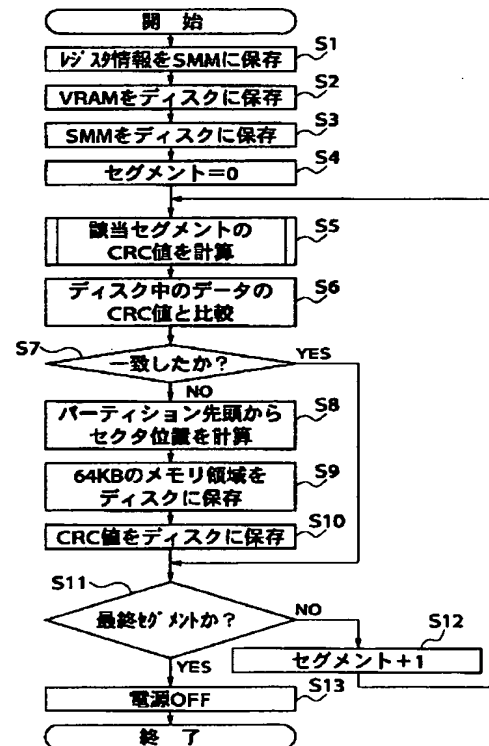 開 始
レジスタ情報をSMMに保存
S1
VRAMをディスクに保存
S2
SMMをディスクに保存
S3
セグメント＝0
S4
該当セグメントの
CRC値を計算
S5
ディスク中のデータの
CRC値と比較
S6
S7
一致したか？
YES
NO
パーティション先頭から
セクタ位置を計算
S8
64KBのメモリ領域を
ディスクに保存
S9
CRC値をディスクに保存
S10
S11
最終セグメントか？
NO
YES
S12
セグメント＋1
電源OFF
S13
終 了